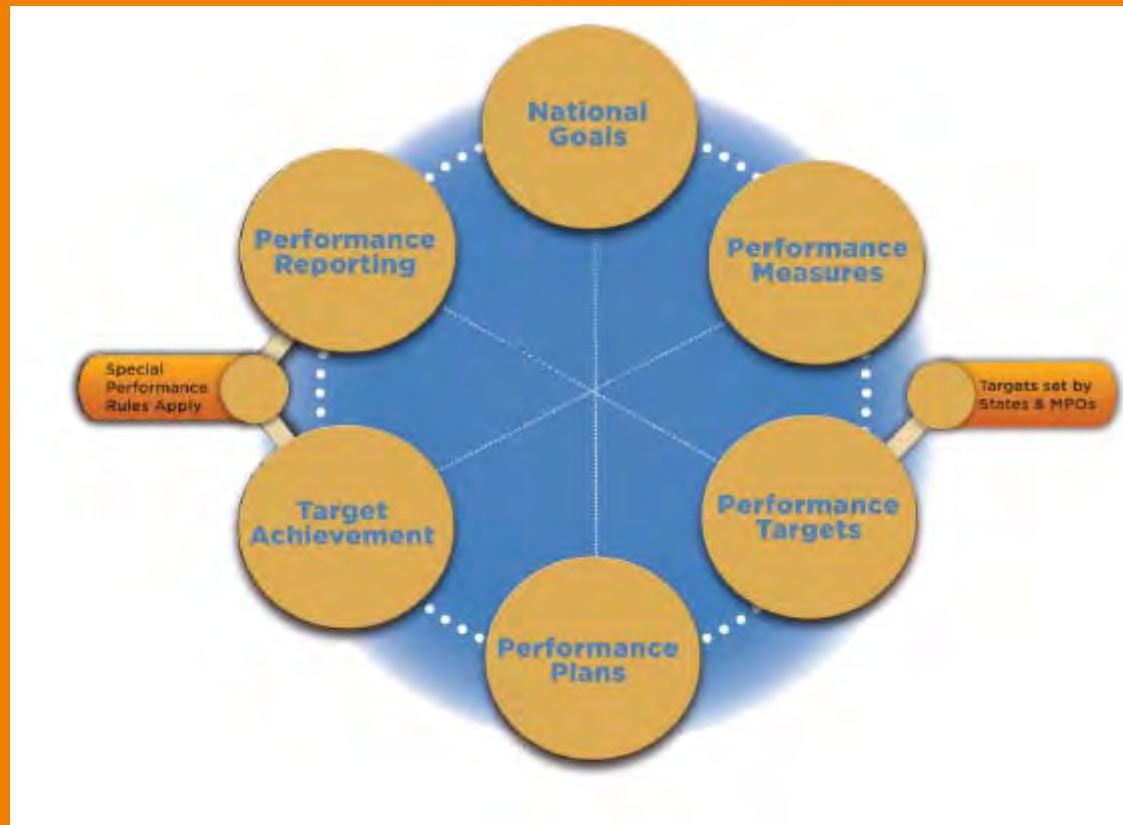 National
Goals
Performance
Measures
Targets set by
States & MPOs
Performance
Targets
Performance
Plans
Target
Achievement
Special
Performance
Rules Apply
Performance
Reporting